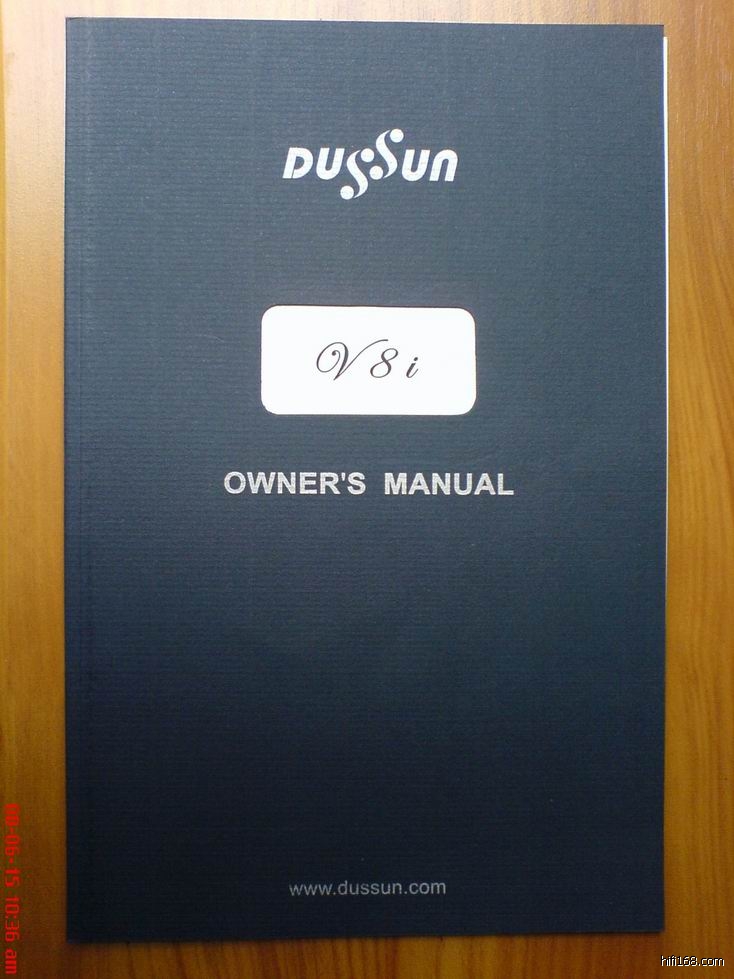 DUSSUN
V8i
OWNER'S MANUAL
www.dussun.com
08-06-15 10:36 am
hifi168.com